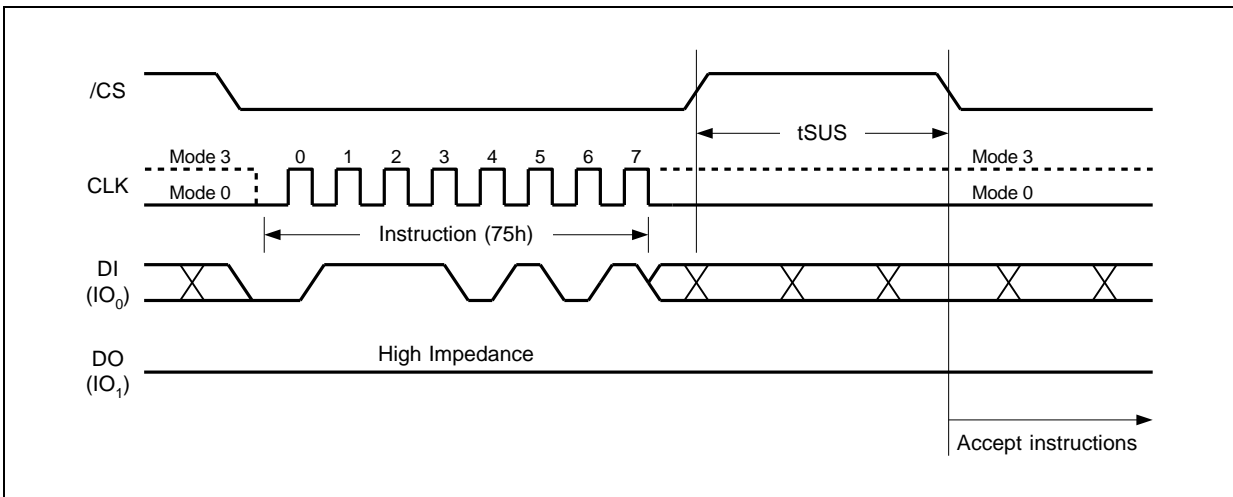 /CS
tSUS
Mode 3 0 1 2 3 4 5 6 7 Mode 3
CLK
Mode 0 Mode 0
Instruction (75h)
DI
(IO0)
High Impedance
DO
(IO1)
Accept instructions